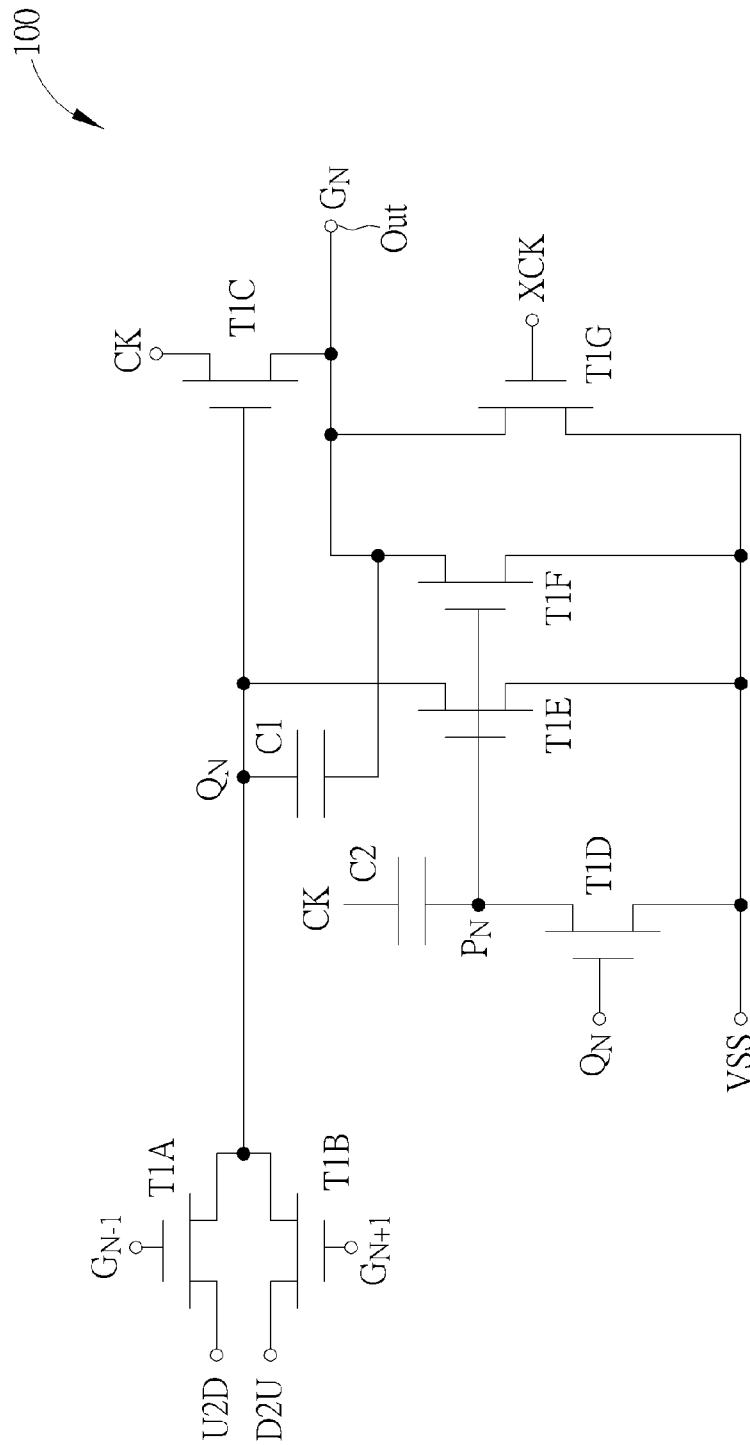 100
CK
T1C
GN
Out
QN
C1
XCK
T1G
T1F
T1E
CK
C2
PN
T1D
QN
VSS
GN-1
T1A
U2D
D2U
T1B
GN+1